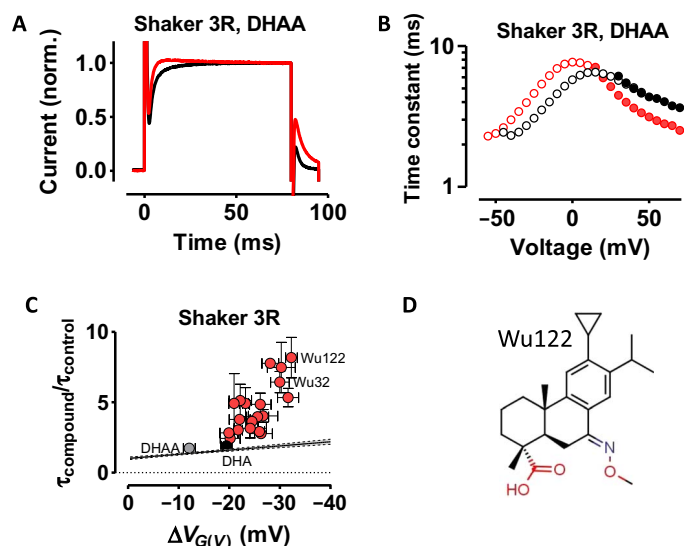 A
Shaker 3R, DHAA
Current (norm.)
1.0
0.5
0.0
0
50
100
Time (ms)
B
Shaker 3R, DHAA
Time constant (ms)
10
1
−50
0
50
Voltage (mV)
C
Shaker 3R
τcompound/τcontrol
10
5
0
Wu122
Wu32
DHAA
DHA
0
−10
−20
−30
−40
ΔVG(V) (mV)
D
Wu122
N
O
O
HO